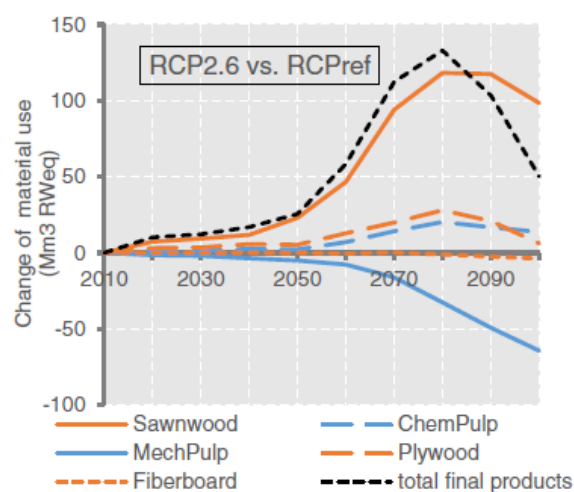 150
RCP2.6 vs. RCPref
100
50
0
2010 2030 2050 2070 2090
-50
-100
Change of material use
(Mm3 RWeq)
Sawnwood ChemPulp
MechPulp Plywood
Fiberboard total final products